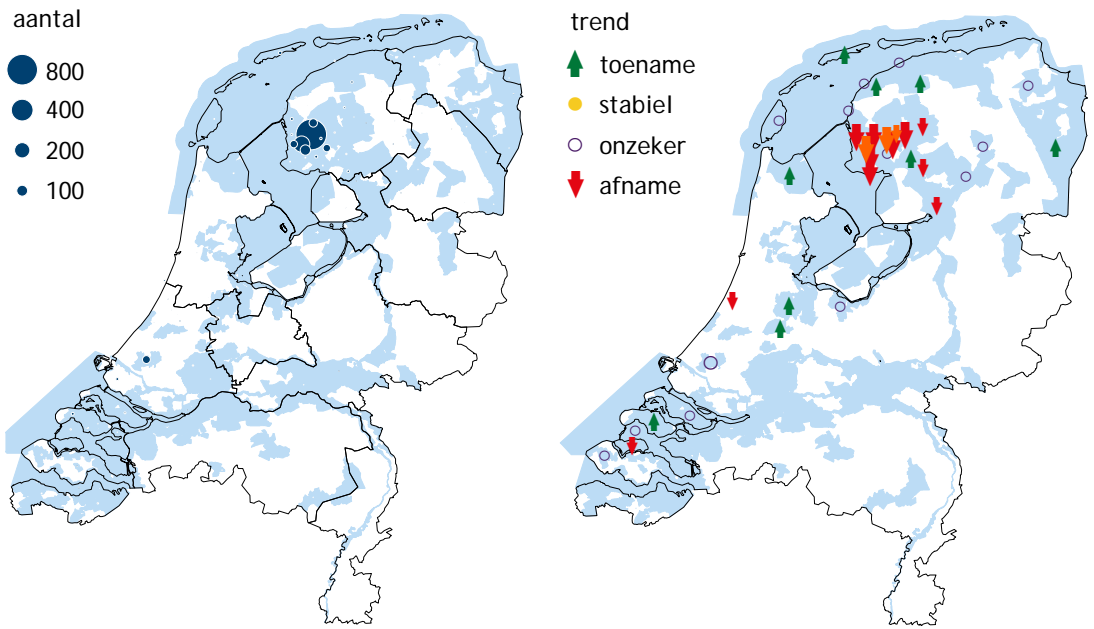 aantal
800
400
200
100
trend
toename
stabiel
onzeker
afname